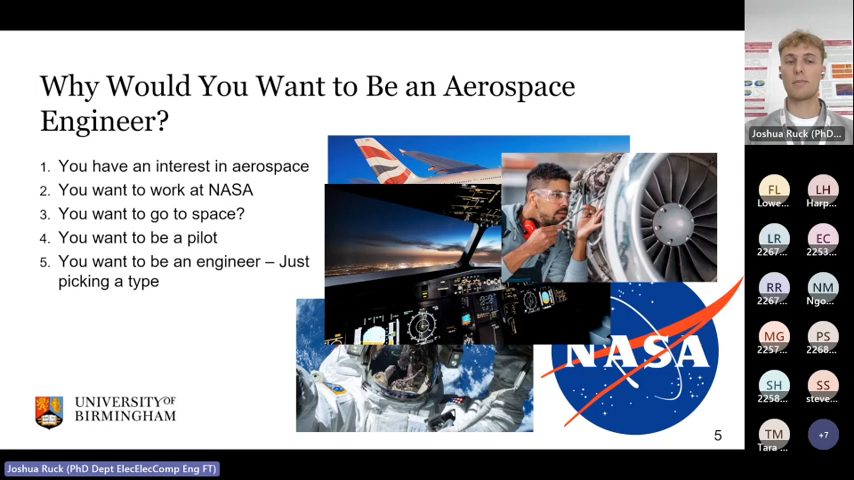 Why Would You Want to Be an Aerospace
Engineer?
1. You have an interest in aerospace
2. You want to work at NASA
3. You want to go to space?
4. You want to be a pilot
5. You want to be an engineer – Just
picking a type
NASA
UNIVERSITY OF
BIRMINGHAM
5
Joshua Ruck (PhD Dept ElecElecComp Eng FT)
Joshua Ruck (PhD...
FL LH
Lowe... Harp...
LR EC
2267... 2253...
RR NM
2267... Ngo...
MG PS
2257... 2268...
SH SS
2258... steve...
TM +7
Tara ...